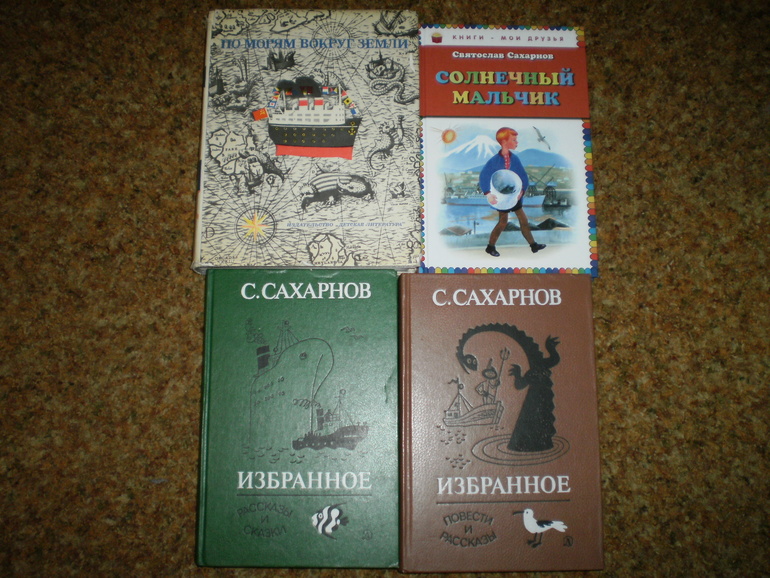 ПО МОРЯМ ВОКРУГ ЗЕМЛИ
ИЗДАТЕЛЬСТВО „ДЕТСКАЯ ЛИТЕРАТУРА“
КНИГИ - МОИ ДРУЗЬЯ
Святослав Сахарнов
СОЛНЕЧНЫЙ
МАЛЬЧИК
С. САХАРНОВ
ИЗБРАННОЕ
РАССКАЗЫ И
СКАЗКИ
С. САХАРНОВ
ИЗБРАННОЕ
ПОВЕСТИ И
РАССКАЗЫ